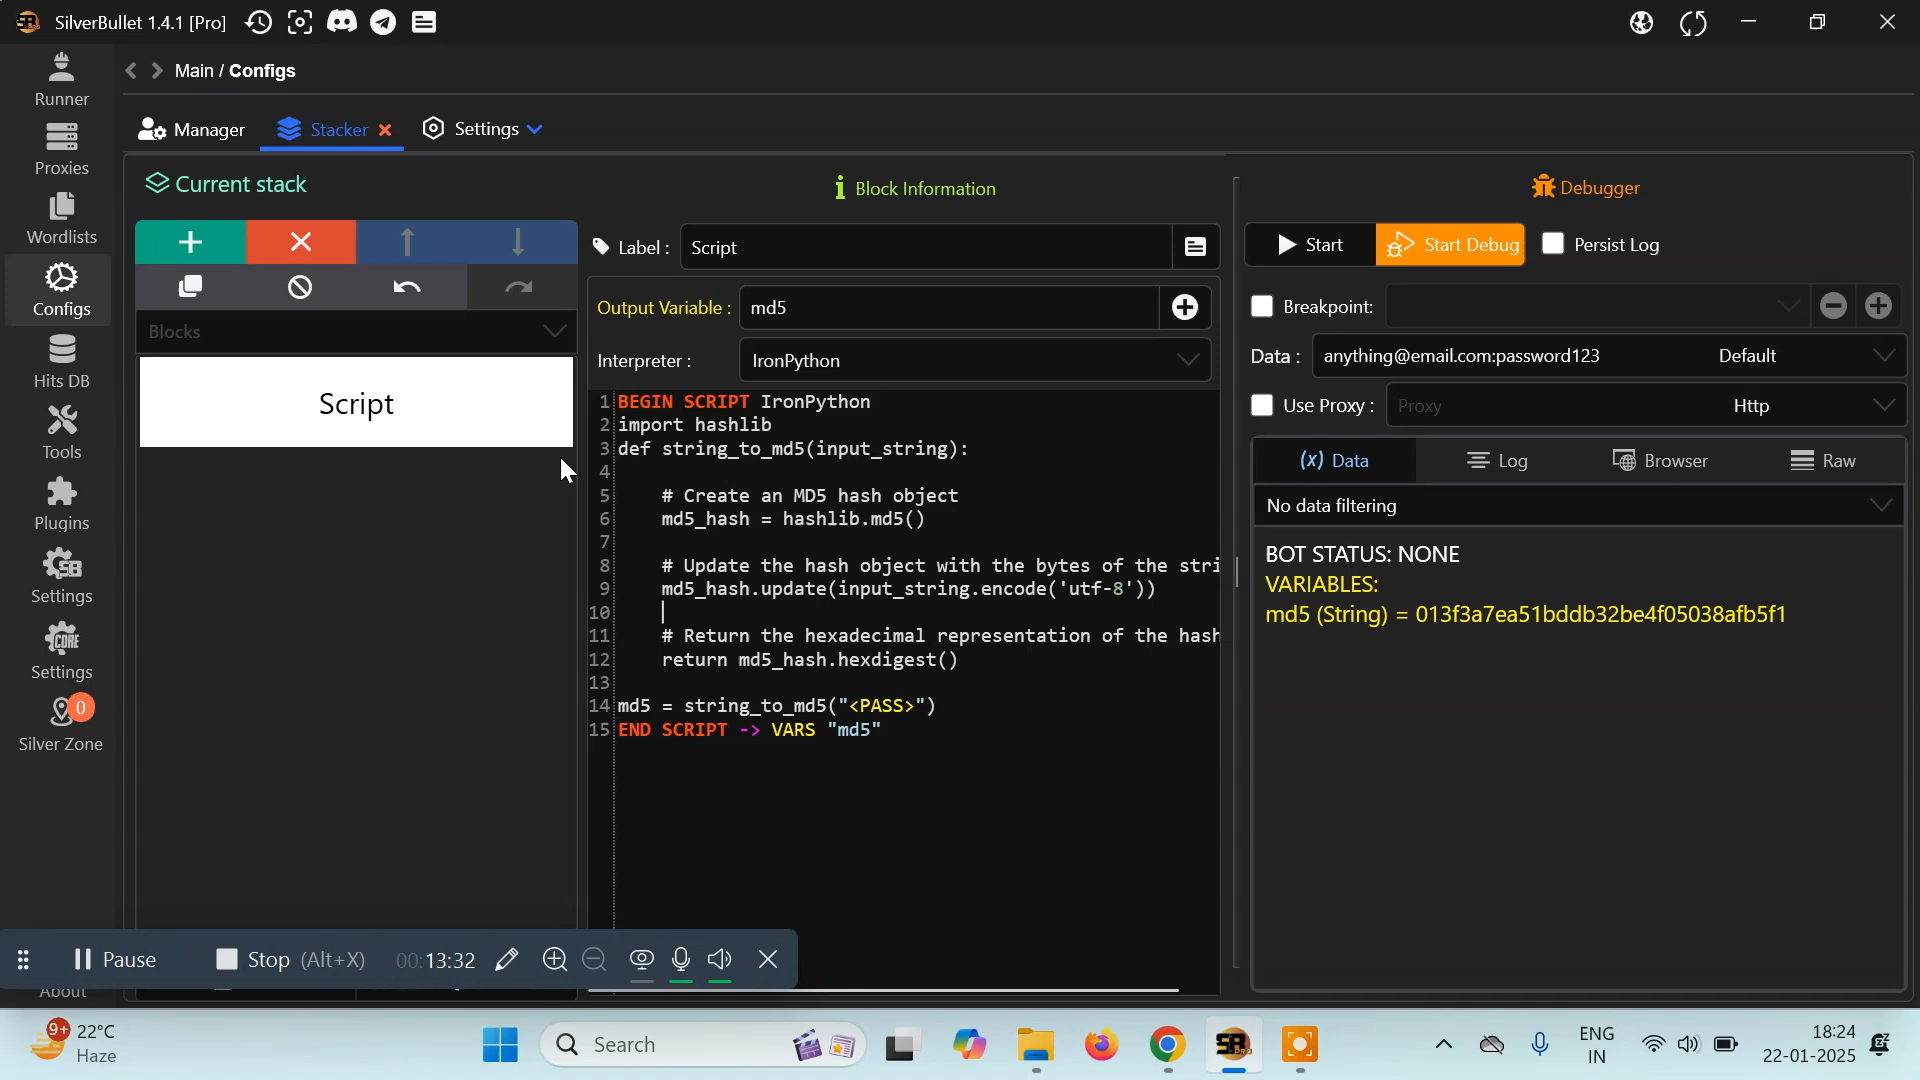 SilverBullet 1.4.1 [Pro]
Runner
Proxies
Wordlists
Configs
Hits DB
Tools
Plugins
Settings
CORE
Settings
0
Silver Zone
About
Main / Configs
Manager
Stacker
Settings
Current stack
Blocks
Script
Block Information
Label :
Script
Output Variable :
md5
Interpreter :
IronPython
1 BEGIN SCRIPT IronPython
2 import hashlib
3 def string_to_md5(input_string):
4
5 # Create an MD5 hash object
6 md5_hash = hashlib.md5()
7
8 # Update the hash object with the bytes of the stri
9 md5_hash.update(input_string.encode('utf-8'))
10
11 # Return the hexadecimal representation of the hash
12 return md5_hash.hexdigest()
13
14 md5 = string_to_md5("<PASS>")
15 END SCRIPT -> VARS "md5"
Debugger
Start
Start Debug
Persist Log
Breakpoint:
Data :
anything@email.com:password123
Default
Use Proxy :
Proxy
Http
(x) Data
Log
Browser
Raw
No data filtering
BOT STATUS: NONE
VARIABLES:
md5 (String) = 013f3a7ea51bddb32be4f05038afb5f1
Pause
Stop (Alt+X)
00:13:32
9+
22°C
Haze
Search
ENG
IN
18:24
22-01-2025